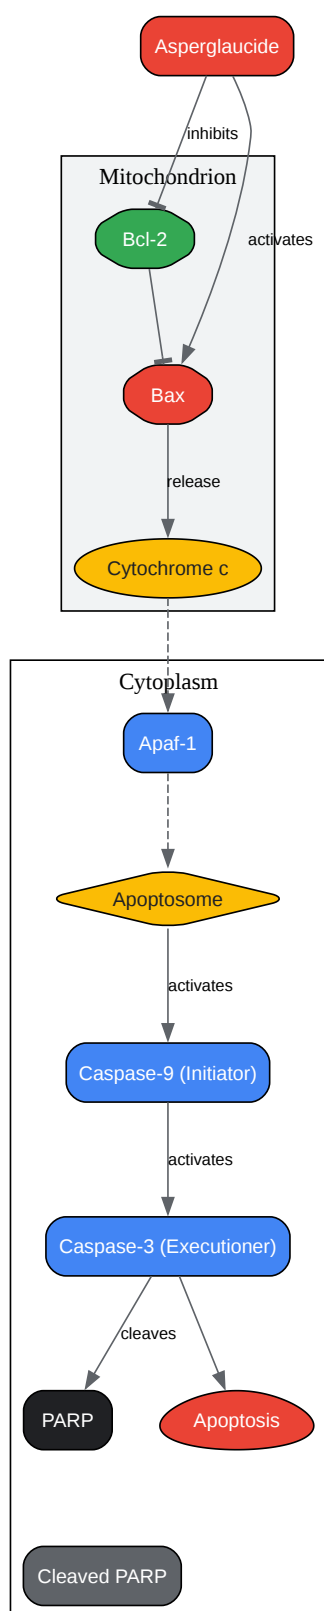 Asperglaucide
inhibits
Mitochondrion
Bcl-2
activates
Bax
release
Cytochrome c
Cytoplasm
Apaf-1
Apoptosome
activates
Caspase-9 (Initiator)
activates
Caspase-3 (Executioner)
cleaves
PARP
Apoptosis
Cleaved PARP